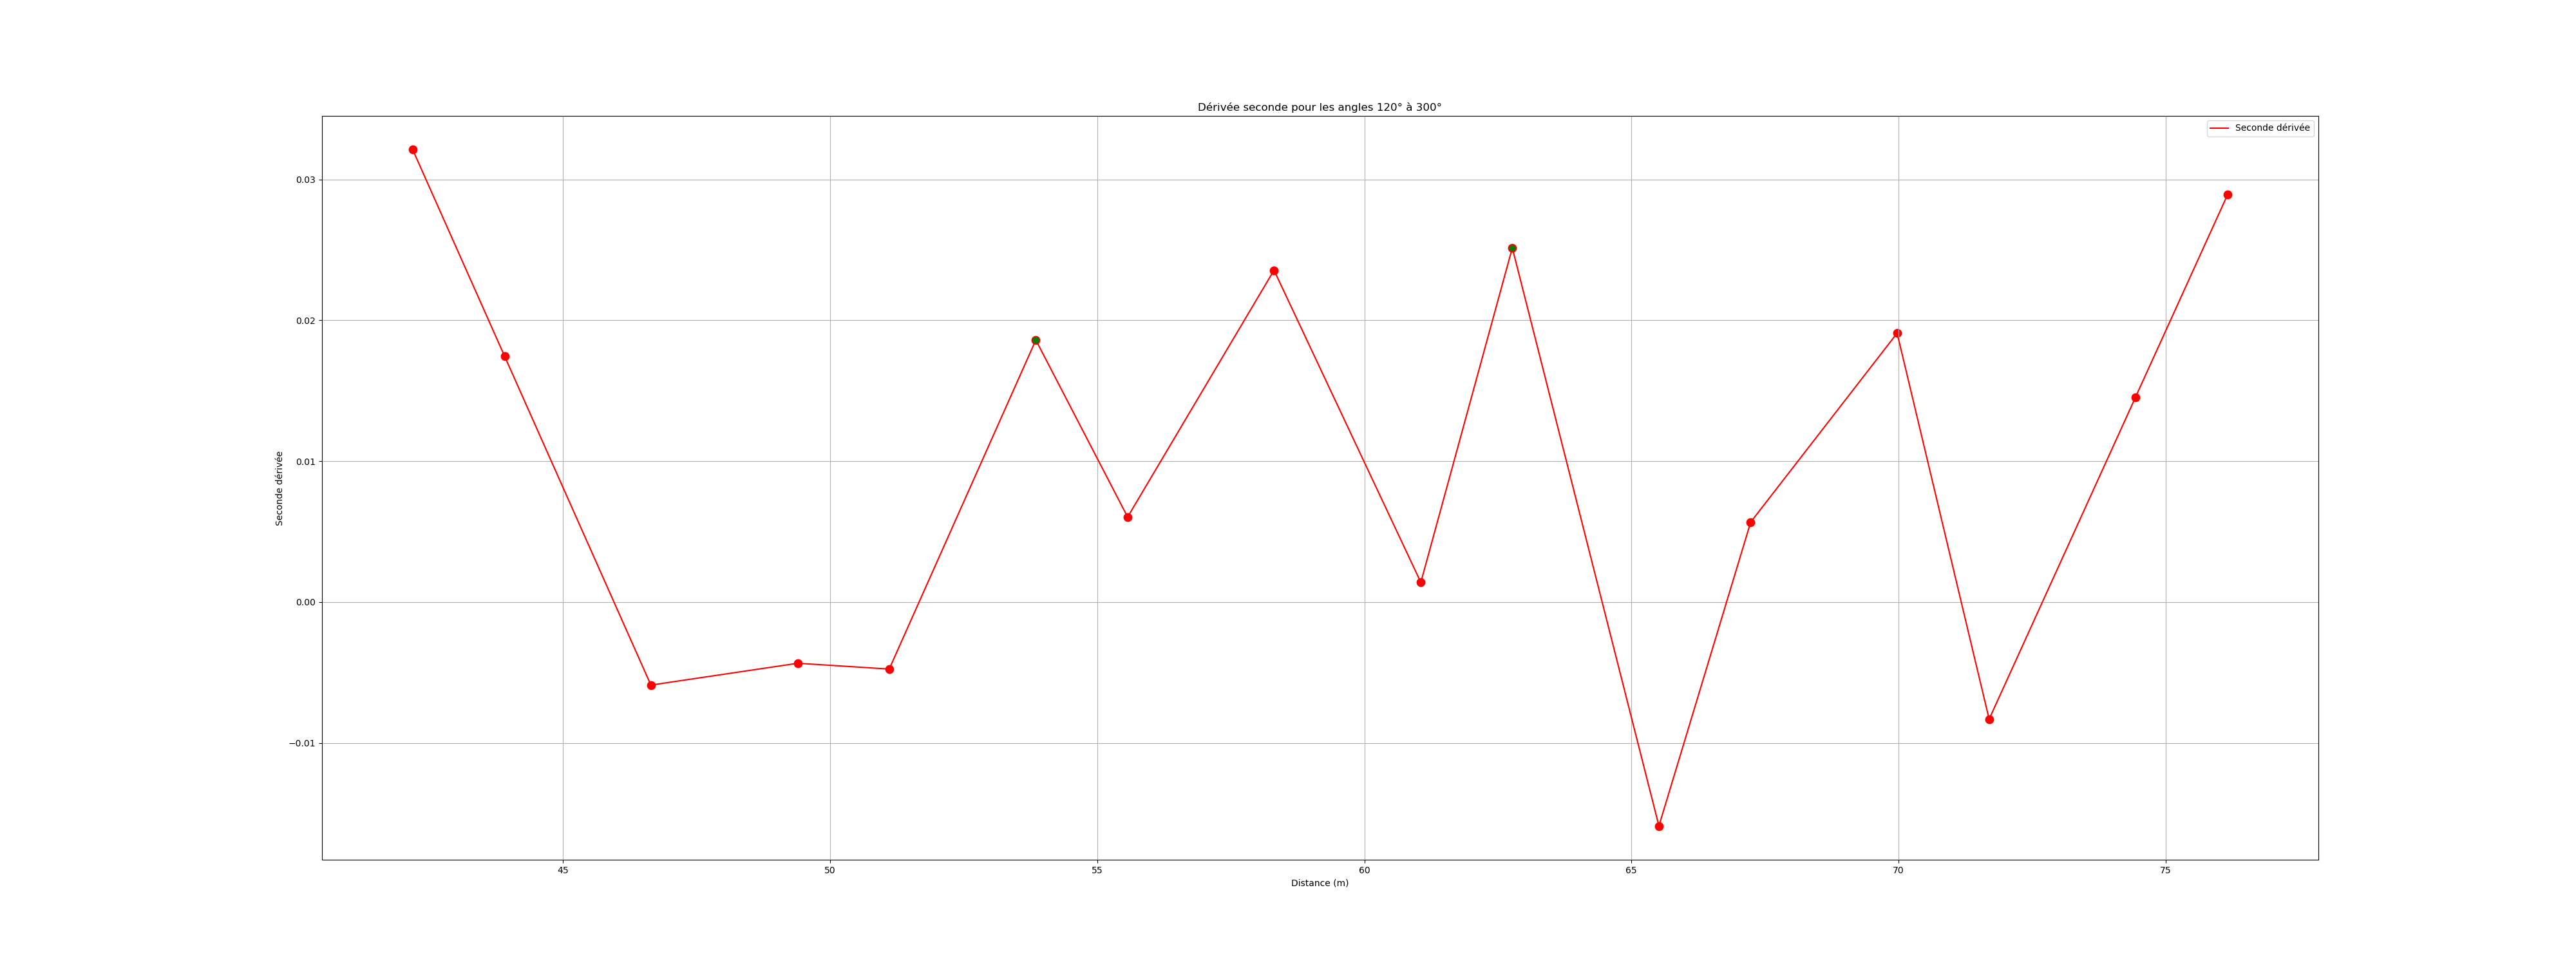 Dérivée seconde pour les angles 120° à 300°
Seconde dérivée
0.03
0.02
0.01
0.00
−0.01
Seconde dérivée
45 50 55 60 65 70 75
Distance (m)